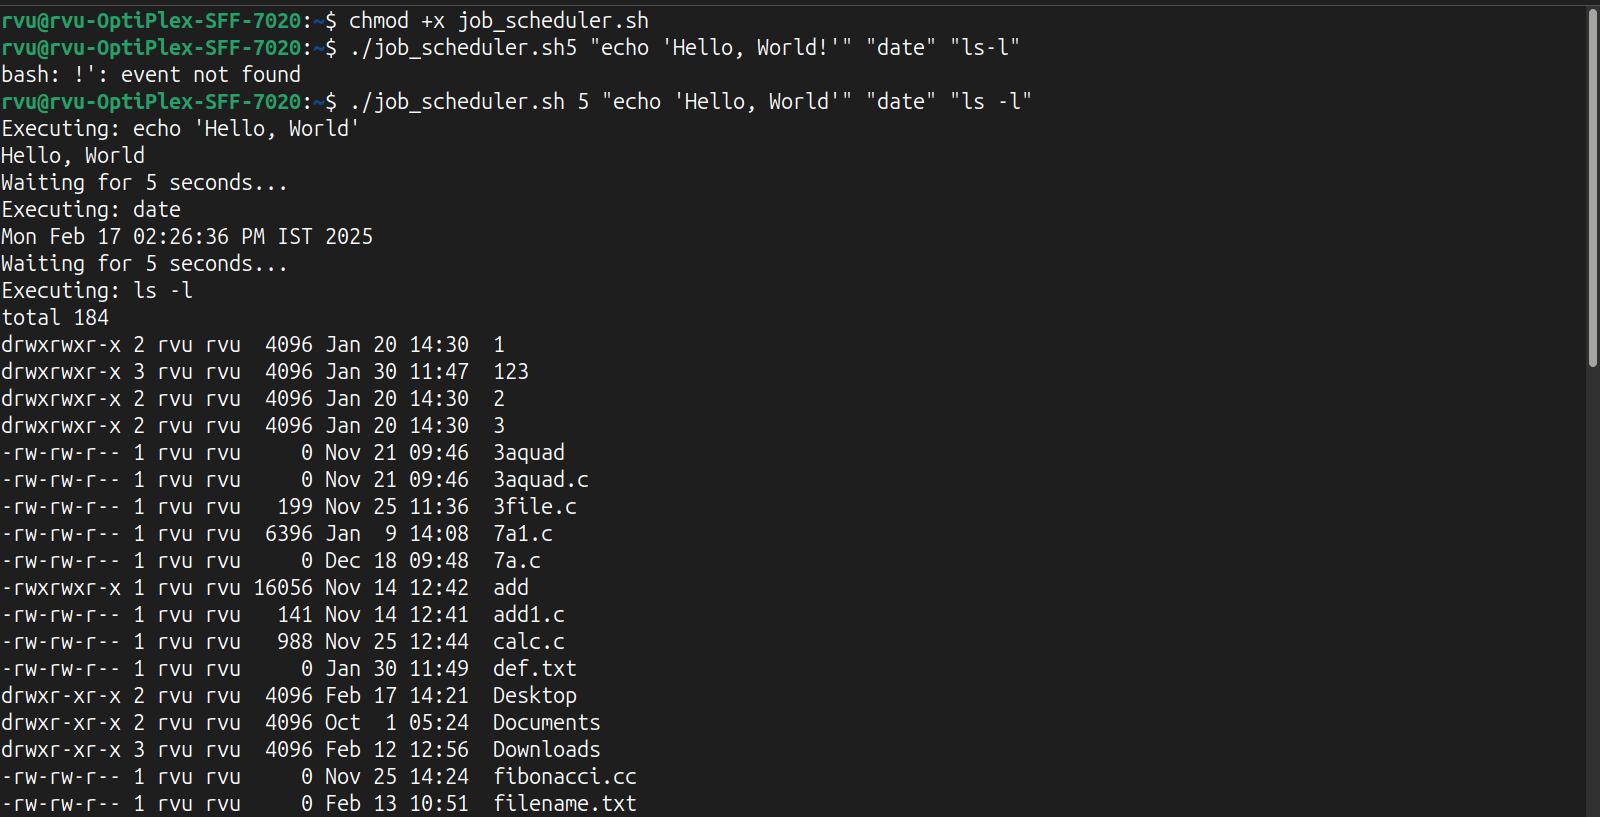 rvu@rvu-OptiPlex-SFF-7020:~$ chmod +x job_scheduler.sh
rvu@rvu-OptiPlex-SFF-7020:~$ ./job_scheduler.sh5 "echo 'Hello, World!'" "date" "ls-l"
bash: !': event not found
rvu@rvu-OptiPlex-SFF-7020:~$ ./job_scheduler.sh 5 "echo 'Hello, World'" "date" "ls -l"
Executing: echo 'Hello, World'
Hello, World
Waiting for 5 seconds...
Executing: date
Mon Feb 17 02:26:36 PM IST 2025
Waiting for 5 seconds...
Executing: ls -l
total 184
drwxrwxr-x 2 rvu rvu  4096 Jan 20 14:30  1
drwxrwxr-x 3 rvu rvu  4096 Jan 30 11:47  123
drwxrwxr-x 2 rvu rvu  4096 Jan 20 14:30  2
drwxrwxr-x 2 rvu rvu  4096 Jan 20 14:30  3
-rw-rw-r-- 1 rvu rvu     0 Nov 21 09:46  3aquad
-rw-rw-r-- 1 rvu rvu     0 Nov 21 09:46  3aquad.c
-rw-rw-r-- 1 rvu rvu   199 Nov 25 11:36  3file.c
-rw-rw-r-- 1 rvu rvu  6396 Jan  9 14:08  7a1.c
-rw-rw-r-- 1 rvu rvu     0 Dec 18 09:48  7a.c
-rwxrwxr-x 1 rvu rvu 16056 Nov 14 12:42  add
-rw-rw-r-- 1 rvu rvu   141 Nov 14 12:41  add1.c
-rw-rw-r-- 1 rvu rvu   988 Nov 25 12:44  calc.c
-rw-rw-r-- 1 rvu rvu     0 Jan 30 11:49  def.txt
drwxr-xr-x 2 rvu rvu  4096 Feb 17 14:21  Desktop
drwxr-xr-x 2 rvu rvu  4096 Oct  1 05:24  Documents
drwxr-xr-x 3 rvu rvu  4096 Feb 12 12:56  Downloads
-rw-rw-r-- 1 rvu rvu     0 Nov 25 14:24  fibonacci.cc
-rw-rw-r-- 1 rvu rvu     0 Feb 13 10:51  filename.txt